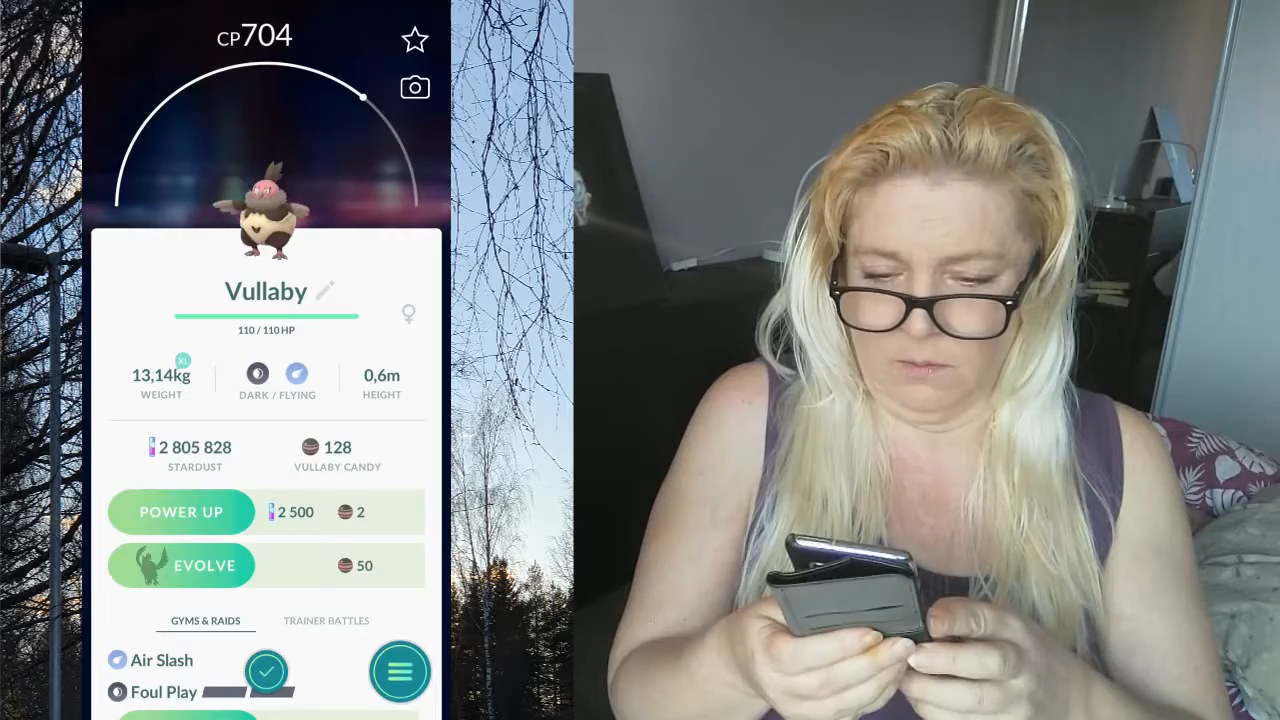 CP704
Vullaby
110 / 110 HP
XL
13,14kg
WEIGHT
DARK / FLYING
0,6m
HEIGHT
2 805 828
STARDUST
128
VULLABY CANDY
POWER UP
2 500
2
EVOLVE
50
GYMS & RAIDS
TRAINER BATTLES
Air Slash
Foul Play